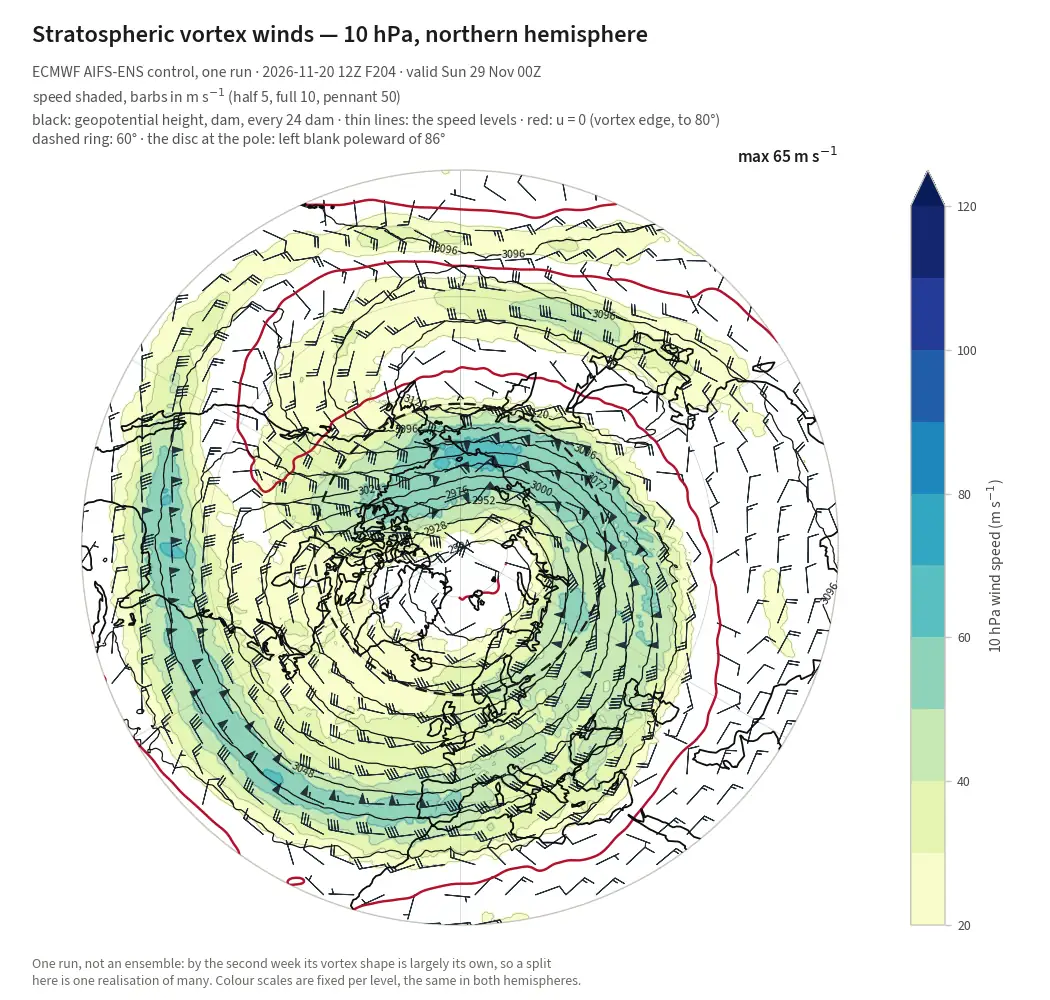 Stratospheric vortex winds — 10 hPa, northern hemisphere
ECMWF AIFS-ENS control, one run · 2026-11-20 12Z F204 · valid Sun 29 Nov 00Z
speed shaded, barbs in m s⁻¹ (half 5, full 10, pennant 50)
black: geopotential height, dam, every 24 dam · thin lines: the speed levels · red: u = 0 (vortex edge, to 80°)
dashed ring: 60° · the disc at the pole: left blank poleward of 86°
max 65 m s⁻¹
120
100
80
60
40
20
10 hPa wind speed (m s⁻¹)
3096
3096
3096
3000
2976
2952
2928
3048
3096
One run, not an ensemble: by the second week its vortex shape is largely its own, so a split
here is one realisation of many. Colour scales are fixed per level, the same in both hemispheres.